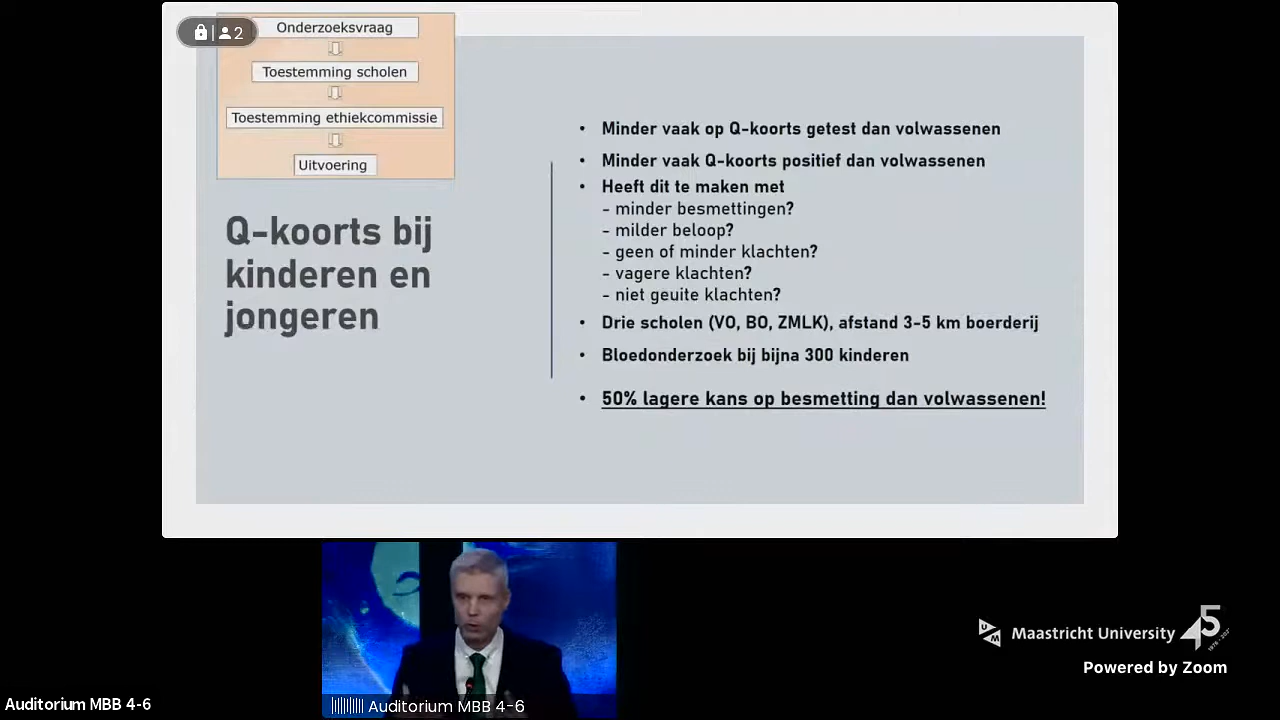 2
Onderzoeksvraag
Toestemming scholen
Toestemming ethiekcommissie
Uitvoering
Q-koorts bij
kinderen en
jongeren
• Minder vaak op Q-koorts getest dan volwassenen
• Minder vaak Q-koorts positief dan volwassenen
• Heeft dit te maken met
- minder besmettingen?
- milder beloop?
- geen of minder klachten?
- vagere klachten?
- niet geuite klachten?
• Drie scholen (VO, BO, ZMLK), afstand 3-5 km boerderij
• Bloedonderzoek bij bijna 300 kinderen
• 50% lagere kans op besmetting dan volwassenen!
Maastricht University 45
Powered by Zoom
Auditorium MBB 4-6
Auditorium MBB 4-6